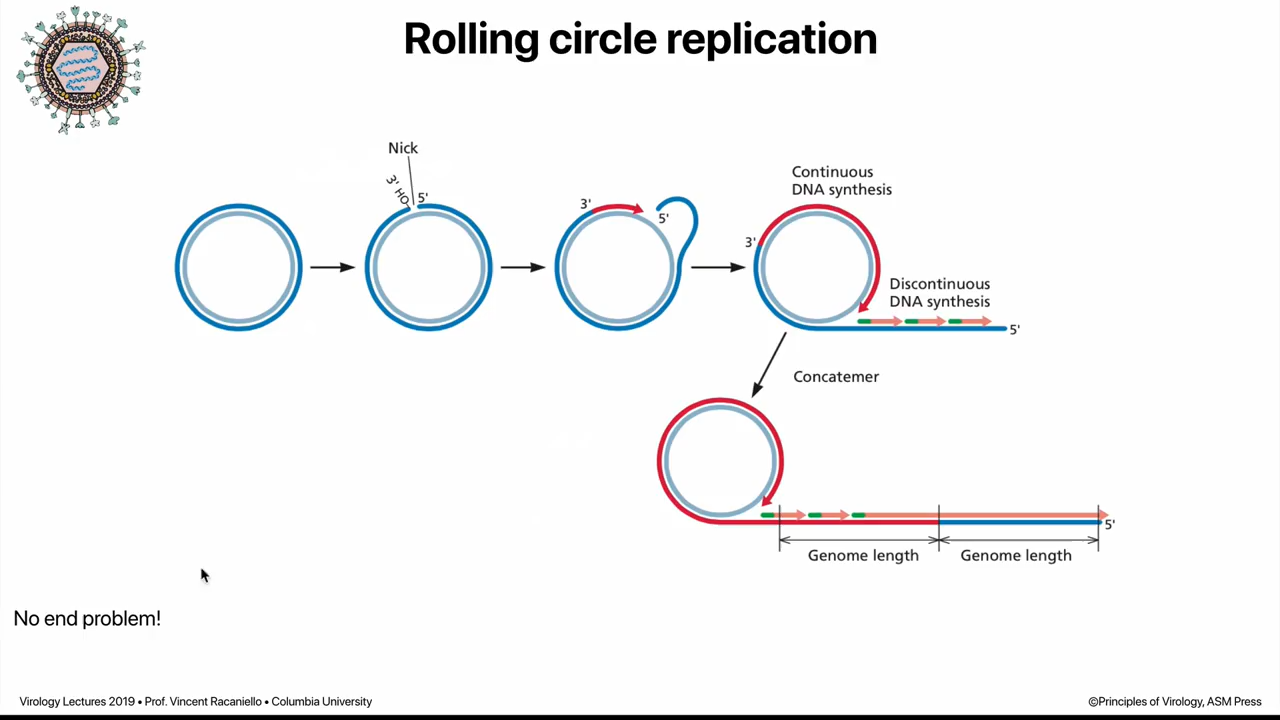 Rolling circle replication
Nick
3' HO
5'
3'
5'
Continuous
DNA synthesis
3'
Discontinuous
DNA synthesis
5'
Concatemer
5'
Genome length
Genome length
No end problem!
Virology Lectures 2019 • Prof. Vincent Racaniello • Columbia University
©Principles of Virology, ASM Press